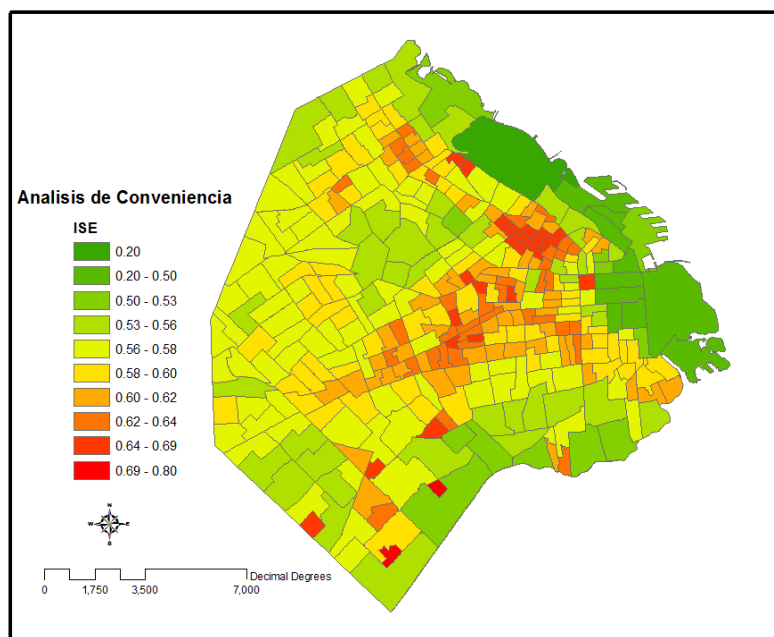 Analisis de Conveniencia
ISE
0.20
0.20 - 0.50
0.50 - 0.53
0.53 - 0.56
0.56 - 0.58
0.58 - 0.60
0.60 - 0.62
0.62 - 0.64
0.64 - 0.69
0.69 - 0.80
N
W E
S
Decimal Degrees
0 1,750 3,500 7,000